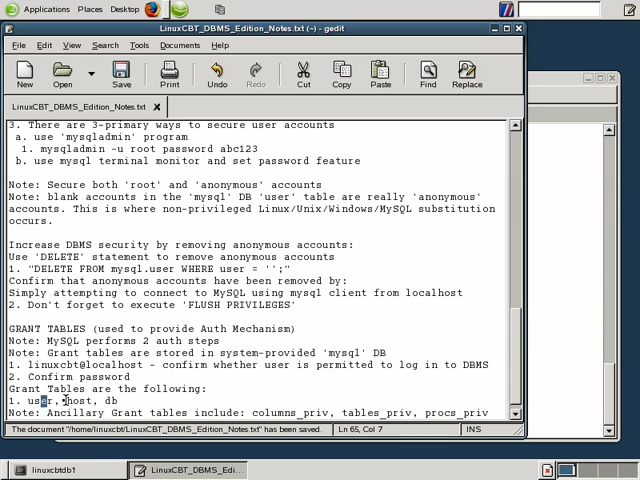 Applications Places Desktop
LinuxCBT_DBMS_Edition_Notes.txt (~) - gedit
File Edit View Search Tools Documents Help
New Open Save Print Undo Redo Cut Copy Paste Find Replace
LinuxCBT_DBMS_Edition_Notes.txt
3. There are 3-primary ways to secure user accounts
a. use 'mysqladmin' program
1. mysqladmin -u root password abc123
b. use mysql terminal monitor and set password feature
Note: Secure both 'root' and 'anonymous' accounts
Note: blank accounts in the 'mysql' DB 'user' table are really 'anonymous'
accounts. This is where non-privileged Linux/Unix/Windows/MySQL substitution
occurs.
Increase DBMS security by removing anonymous accounts:
Use 'DELETE' statement to remove anonymous accounts
1. "DELETE FROM mysql.user WHERE user = '';"
Confirm that anonymous accounts have been removed by:
Simply attempting to connect to MySQL using mysql client from localhost
2. Don't forget to execute 'FLUSH PRIVILEGES'
GRANT TABLES (used to provide Auth Mechanism)
Note: MySQL performs 2 auth steps
Note: Grant tables are stored in system-provided 'mysql' DB
1. linuxcbt@localhost - confirm whether user is permitted to log in to DBMS
2. Confirm password
Grant Tables are the following:
1. user, host, db
Note: Ancillary Grant tables include: columns_priv, tables_priv, procs_priv
The document "/home/linuxcbt/LinuxCBT_DBMS_Edition_Notes.txt" has been saved. Ln 65, Col 7 INS
linuxcbtdb1 LinuxCBT_DBMS_Edi...